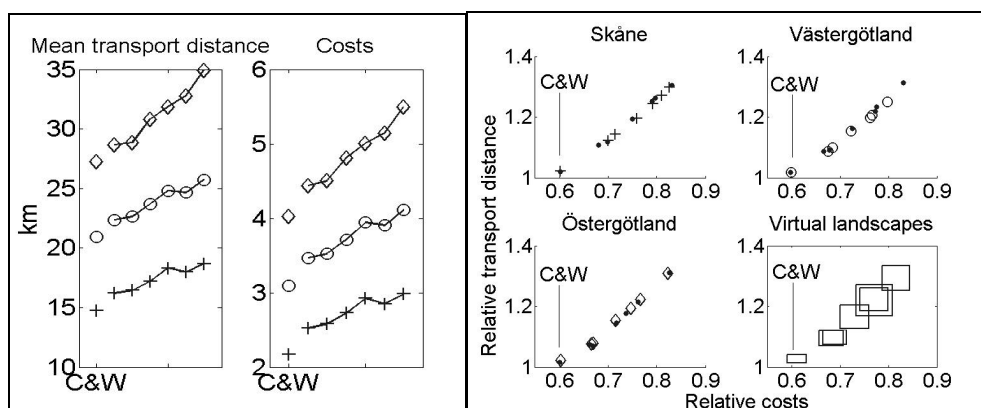 Mean transport distance
Costs
35
30
25
20
15
10
km
C&W
6
5
4
3
2
C&W
Skåne
Västergötland
1.4
1.2
1
C&W
0.6 0.7 0.8 0.9
1.4
1.2
1
C&W
0.6 0.7 0.8 0.9
Östergötland
Virtual landscapes
1.4
1.2
1
C&W
0.6 0.7 0.8 0.9
1.4
1.2
1
C&W
0.6 0.7 0.8 0.9
Relative transport distance
Relative costs